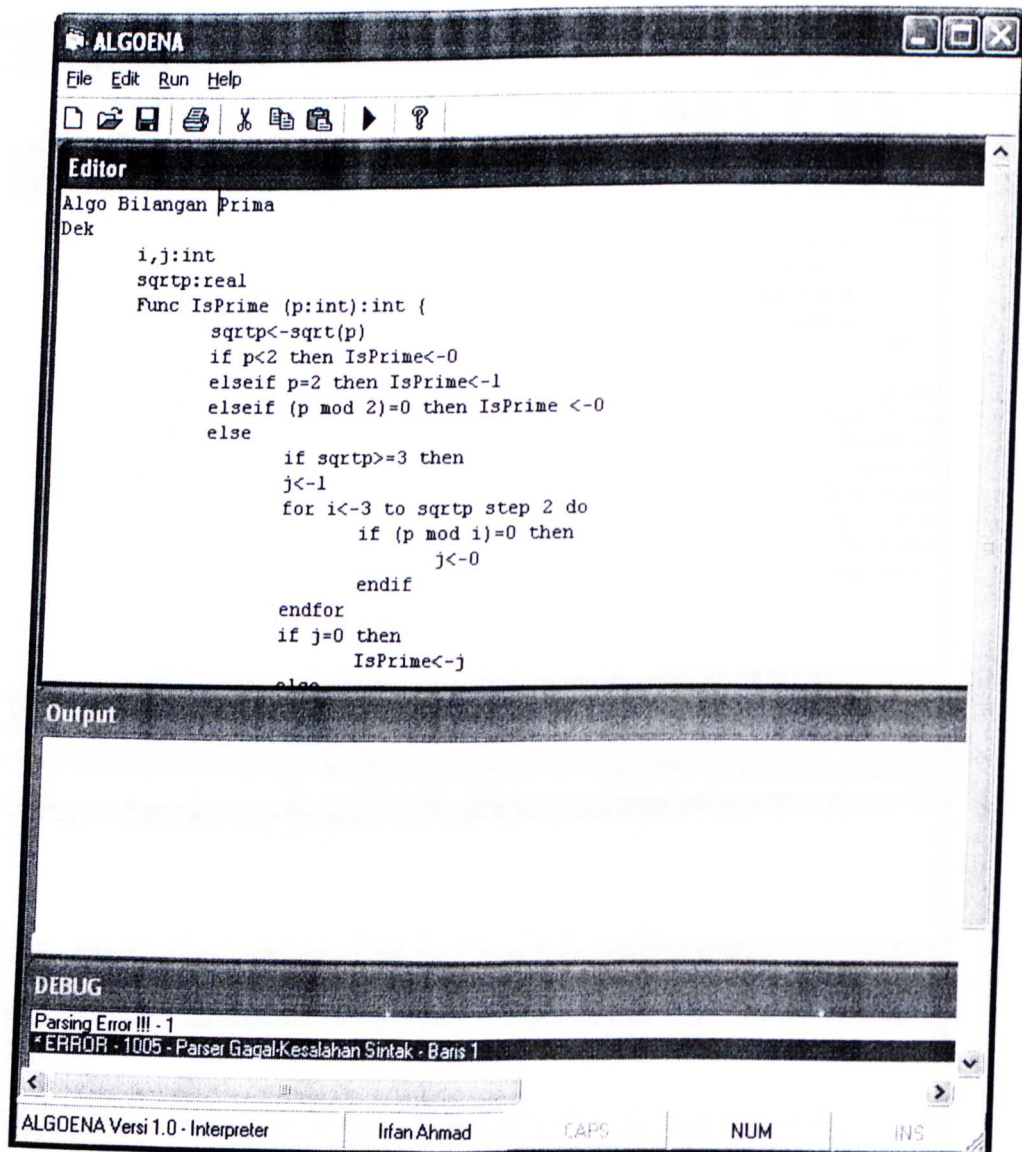 ALGOENA
File Edit Run Help
Editor
Algo Bilangan Prima
Dek
i,j:int
sqrtp:real
Func IsPrime (p:int):int {
sqrtp<-sqrt(p)
if p<2 then IsPrime<-0
elseif p=2 then IsPrime<-1
elseif (p mod 2)=0 then IsPrime <-0
else
if sqrtp>=3 then
j<-1
for i<-3 to sqrtp step 2 do
if (p mod i)=0 then
j<-0
endif
endfor
if j=0 then
IsPrime<-j
else
Output
DEBUG
Parsing Error !!! - 1
* ERROR - 1005 - Parser Gagal-Kesalahan Sintak - Baris 1
ALGOENA Versi 1.0 - Interpreter Irfan Ahmad CAPS NUM INS